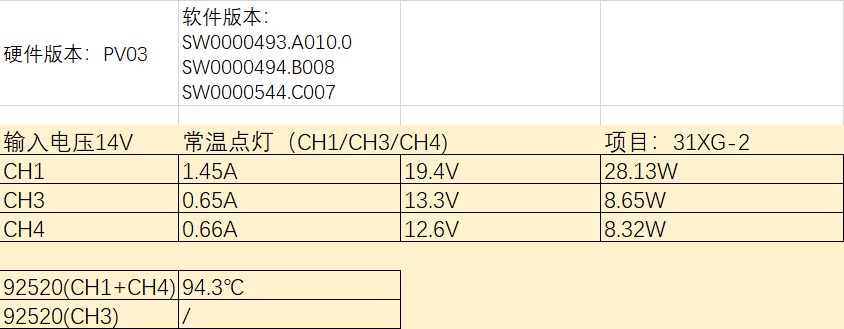 硬件版本：PV03
软件版本：
SW0000493.A010.0
SW0000494.B008
SW0000544.C007
输入电压14V 常温点灯（CH1/CH3/CH4) 项目：31XG-2
CH1 1.45A 19.4V 28.13W
CH3 0.65A 13.3V 8.65W
CH4 0.66A 12.6V 8.32W
92520(CH1+CH4) 94.3℃
92520(CH3) /